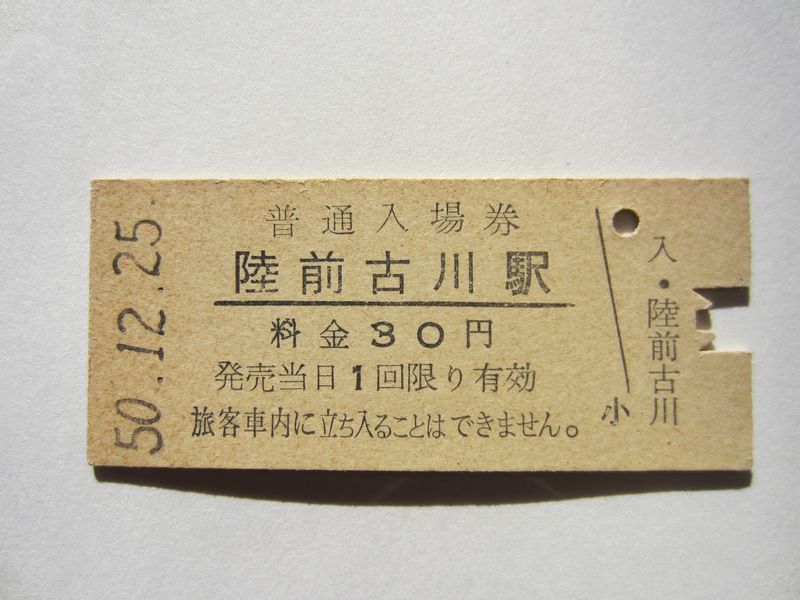 50.12.25.
普通入場券
陸前古川駅
料金30円
発売当日1回限り有効
旅客車内に立ち入ることはできません。
小
入・陸前古川